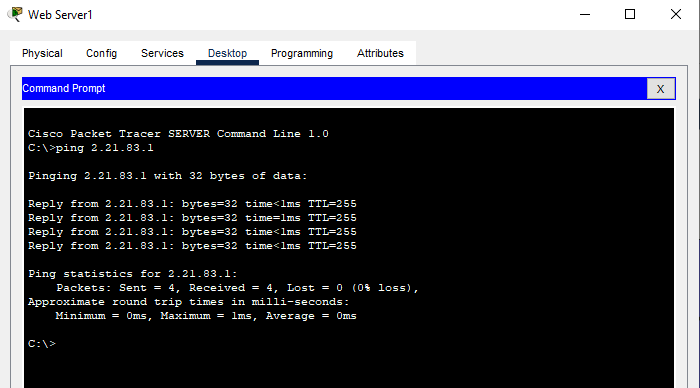 Web Server1
Physical Config Services Desktop Programming Attributes
Command Prompt X
Cisco Packet Tracer SERVER Command Line 1.0
C:\>ping 2.21.83.1
Pinging 2.21.83.1 with 32 bytes of data:
Reply from 2.21.83.1: bytes=32 time<1ms TTL=255
Reply from 2.21.83.1: bytes=32 time=1ms TTL=255
Reply from 2.21.83.1: bytes=32 time<1ms TTL=255
Reply from 2.21.83.1: bytes=32 time<1ms TTL=255
Ping statistics for 2.21.83.1:
Packets: Sent = 4, Received = 4, Lost = 0 (0% loss),
Approximate round trip times in milli-seconds:
Minimum = 0ms, Maximum = 1ms, Average = 0ms
C:\>